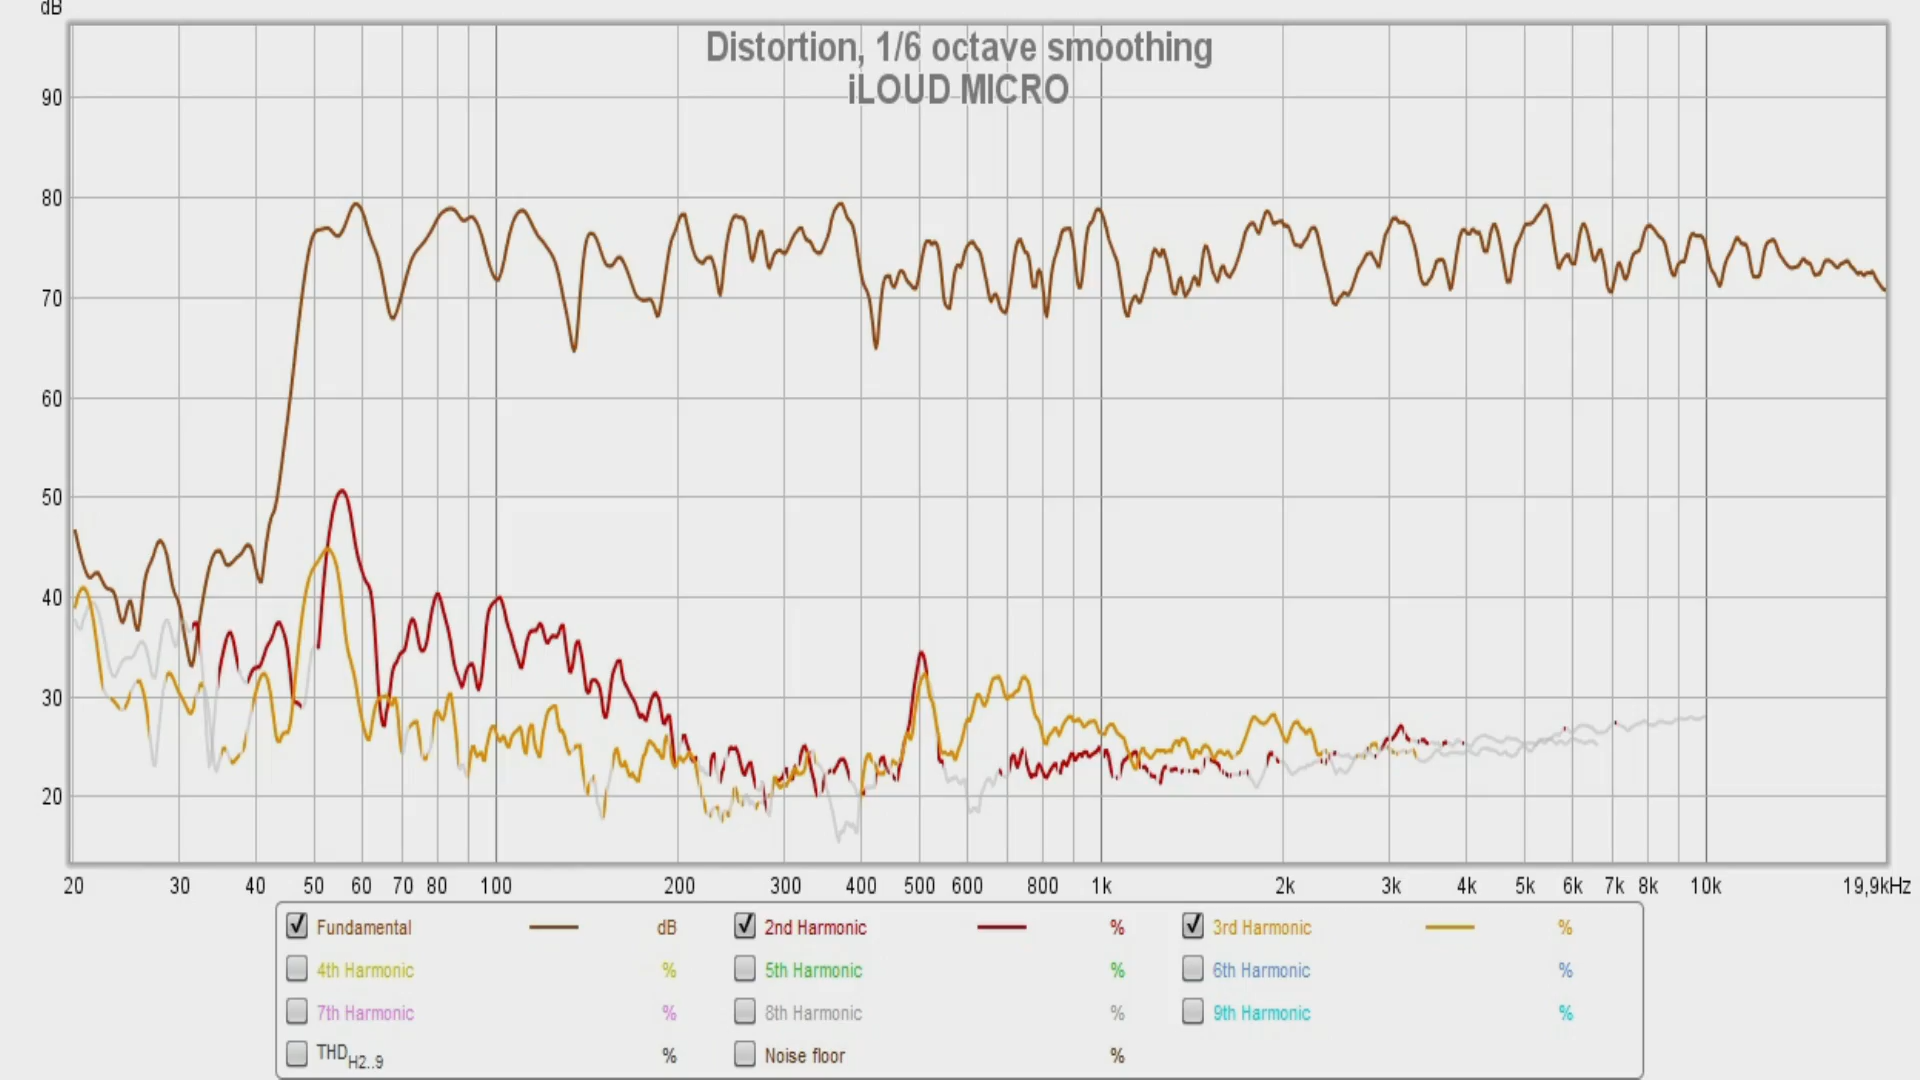 dB
Distortion, 1/6 octave smoothing
iLOUD MICRO
90
80
70
60
50
40
30
20
20 30 40 50 60 70 80 100 200 300 400 500 600 800 1k 2k 3k 4k 5k 6k 7k 8k 10k 19,9kHz
Fundamental dB 2nd Harmonic % 3rd Harmonic %
4th Harmonic % 5th Harmonic % 6th Harmonic %
7th Harmonic % 8th Harmonic % 9th Harmonic %
THD H2..9 % Noise floor %